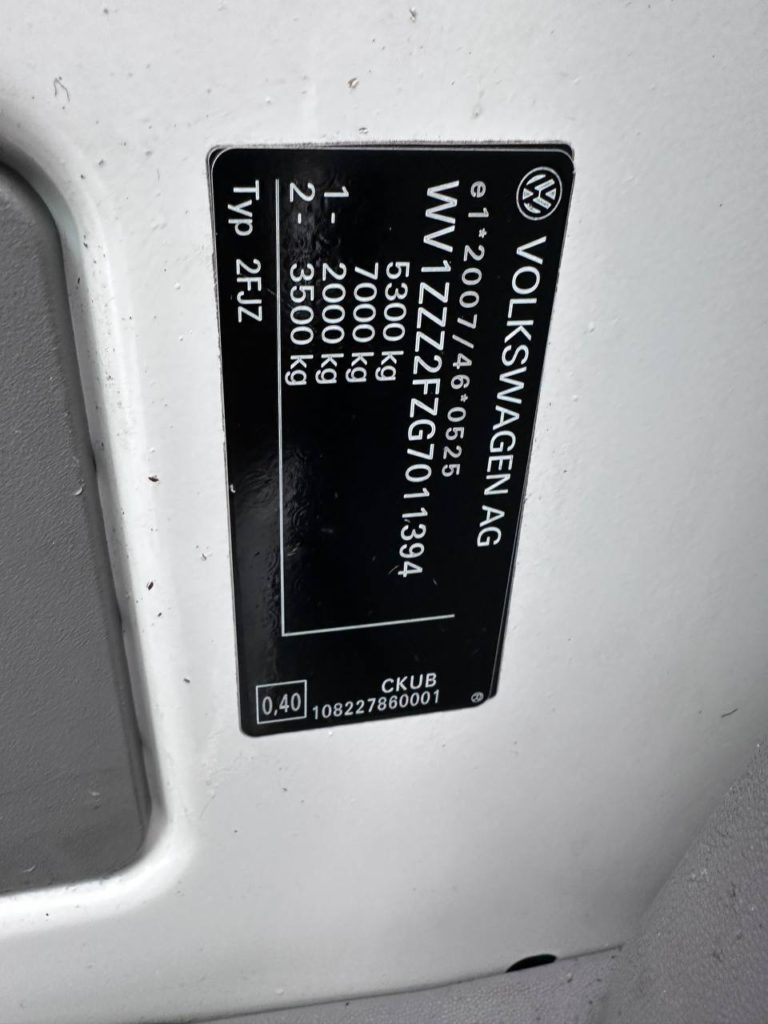 VOLKSWAGEN AG
e1*2007/46*0525
WV1ZZZ2FZG7011394
5300 kg
7000 kg
1- 2000 kg
2- 3500 kg
Typ 2FJZ
CKUB
108227860001
0,40
®